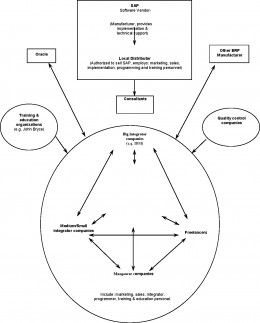 SAP
Software Vendor-
(Manufacturer, provides
implementation &
technical support)
Local Distributor
(Authorized to sell SAP, employs: marketing, sales,
implementation, programming and training personnel)
Oracle
Other ERP
Manufacturer
Consultants
Training &
education
organizations
(e.g. John Bryce)
Quality control
companies
Big integrator
companies
(e.g. IBM)
Medium/Small
integrator companies
Freelancers
Manpower companies
(Include: marketing, sales, integrator,
programmer, training & education personal)